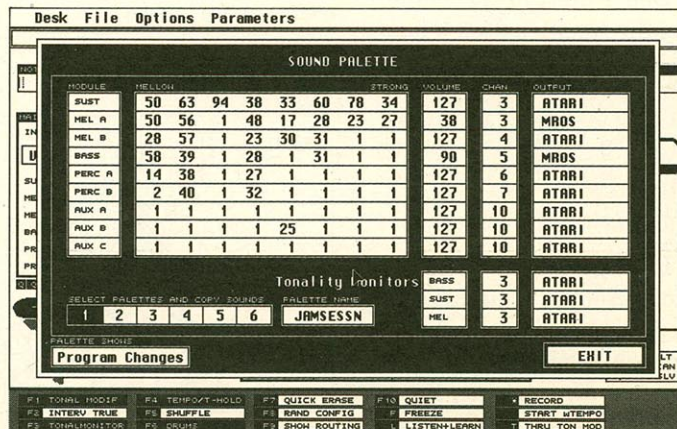 Desk File Options Parameters
SOUND PALETTE
MODULE MELLOW STRONG VOLUME CHAN OUTPUT
SUST 50 63 94 38 33 60 78 34 127 3 ATARI
MEL A 50 56 1 48 17 28 23 27 38 3 MROS
MEL B 28 57 1 23 30 31 1 1 127 4 ATARI
BASS 58 39 1 28 1 31 1 1 90 5 MROS
PERC A 14 38 1 27 1 1 1 1 127 6 ATARI
PERC B 2 40 1 32 1 1 1 1 127 7 ATARI
AUX A 1 1 1 1 1 1 1 1 127 10 ATARI
AUX B 1 1 1 1 25 1 1 1 127 10 ATARI
AUX C 1 1 1 1 1 1 1 1 127 10 ATARI
Tonality Monitors BASS 3 ATARI
SUST 3 ATARI
MEL 3 ATARI
SELECT PALETTES AND COPY SOUNDS PALETTE NAME
1 2 3 4 5 6 JAMSESSN
PALETTE SHOWS
Program Changes EXIT
F1 TONAL MODIF F4 TEMPO/T-HOLD F7 QUICK ERASE F10 QUIET * RECORD
F2 INTERV TRUE F5 SHUFFLE F8 RAND CONFIG F FREEZE START wTEMPO
F3 TONALMONITOR F6 DRUMS F9 SHOW ROUTING L LISTEN+LEARN T THRU TON MOD